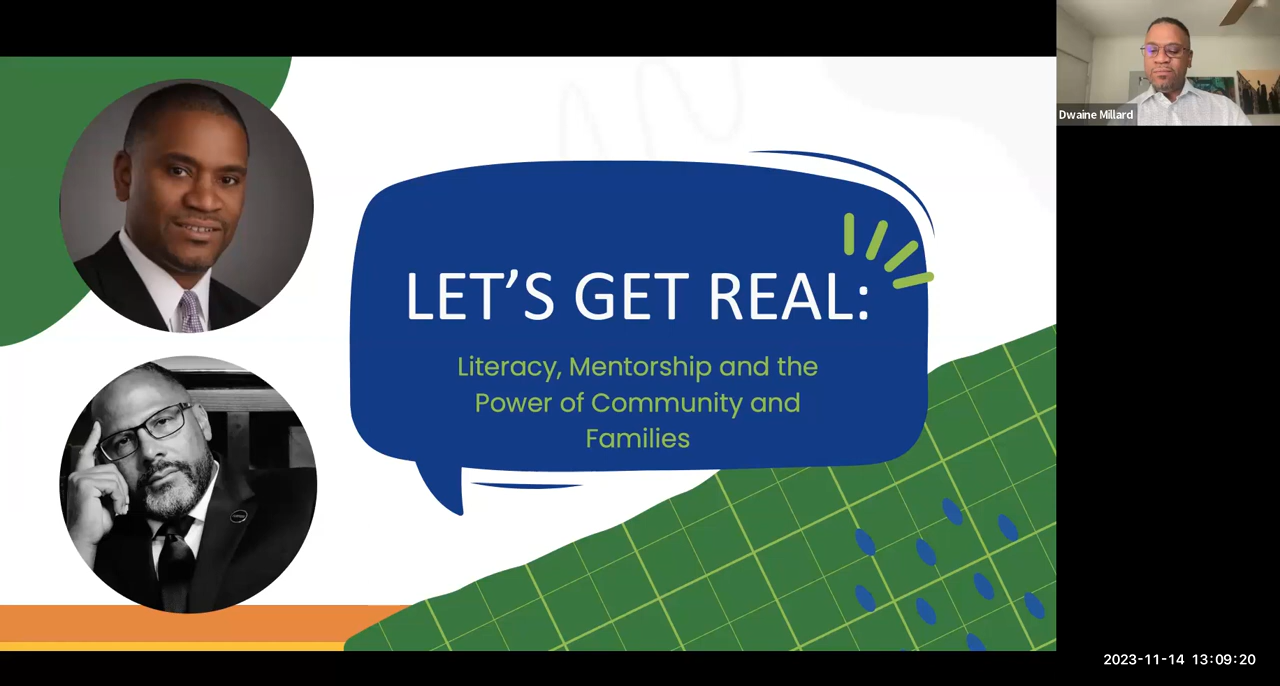 Dwaine Millard
LET’S GET REAL:
Literacy, Mentorship and the
Power of Community and
Families
2023-11-14 13:09:20